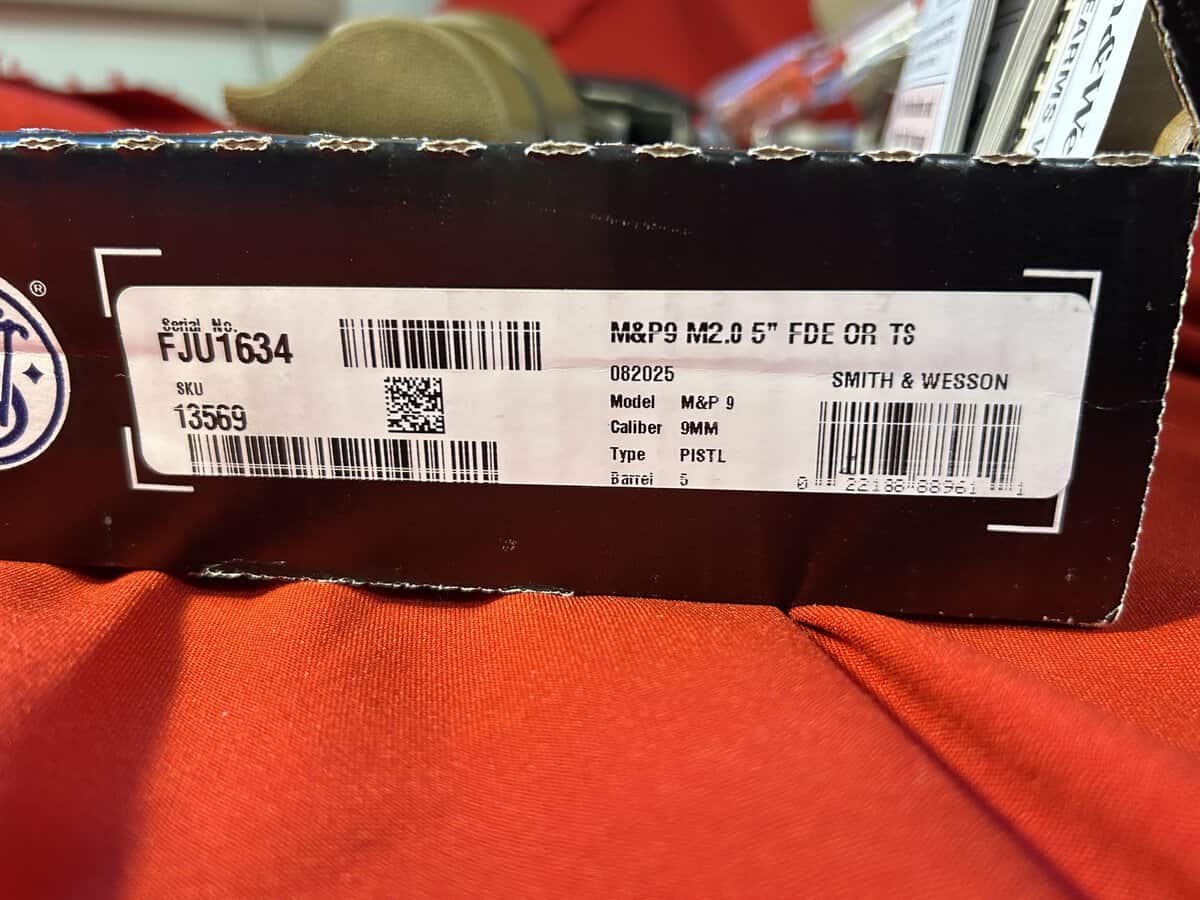 EARMS
®
Serial No.
FJU1634
SKU
13569
M&P9 M2.0 5" FDE OR TS
082025
SMITH & WESSON
Model M&P 9
Caliber 9MM
Type PISTL
Barrel 5
0 22188 88961 1